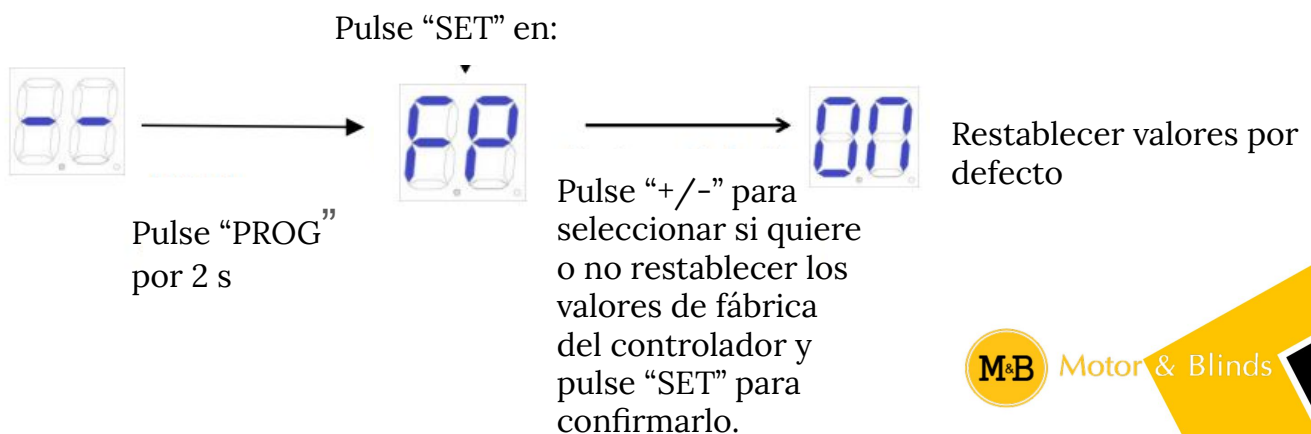 Pulse “SET” en:
--
FP
Restablecer valores por
defecto
Pulse “PROG”
por 2 s
Pulse “+/-” para
seleccionar si quiere
o no restablecer los
valores de fábrica
del controlador y
pulse “SET” para
confirmarlo.
M&B Motor & Blinds